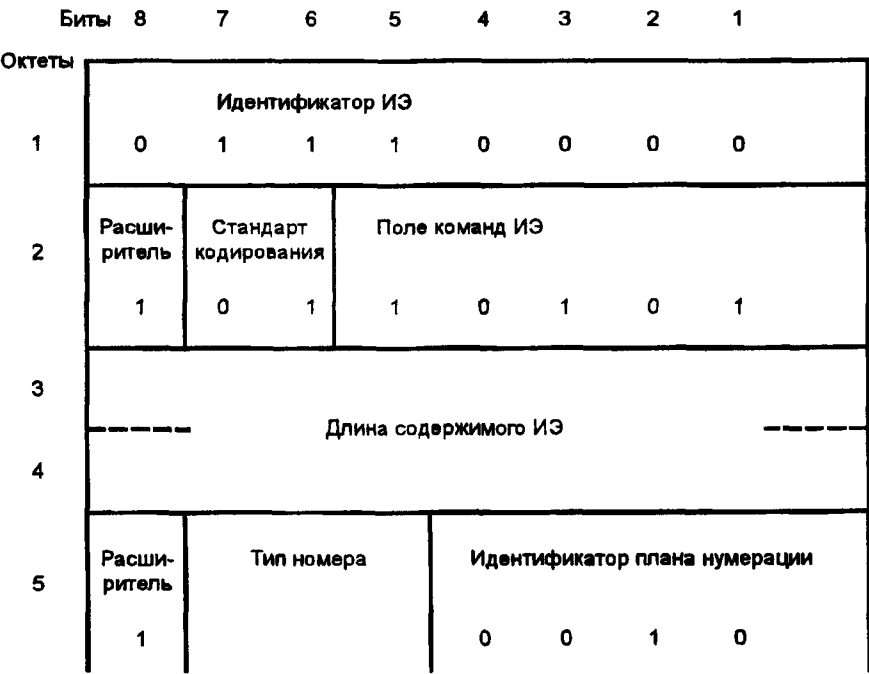 Биты 8 7 6 5 4 3 2 1
Октеты
Идентификатор ИЭ
1 0 1 1 1 0 0 0 0
Расши- Стандарт Поле команд ИЭ
2 ритель кодирования
1 0 1 1 0 1 0 1
3
Длина содержимого ИЭ
4
Расши- Тип номера Идентификатор плана нумерации
5 ритель
1 0 0 1 0